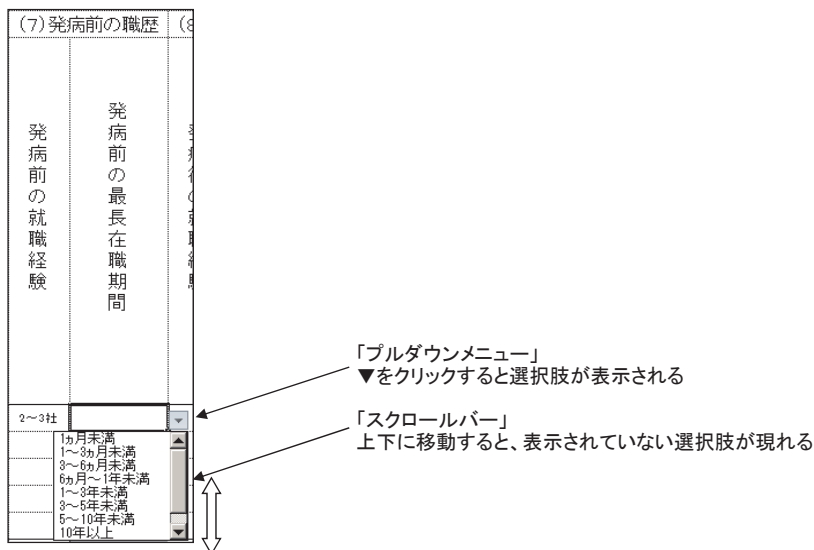 (7)発病前の職歴
発病前の就職経験
発病前の最長在職期間
2~3社
1ヵ月未満
1~3ヵ月未満
3~6ヵ月未満
6ヵ月~1年未満
1~3年未満
3~5年未満
5~10年未満
10年以上
「プルダウンメニュー」
▼をクリックすると選択肢が表示される
「スクロールバー」
上下に移動すると、表示されていない選択肢が現れる